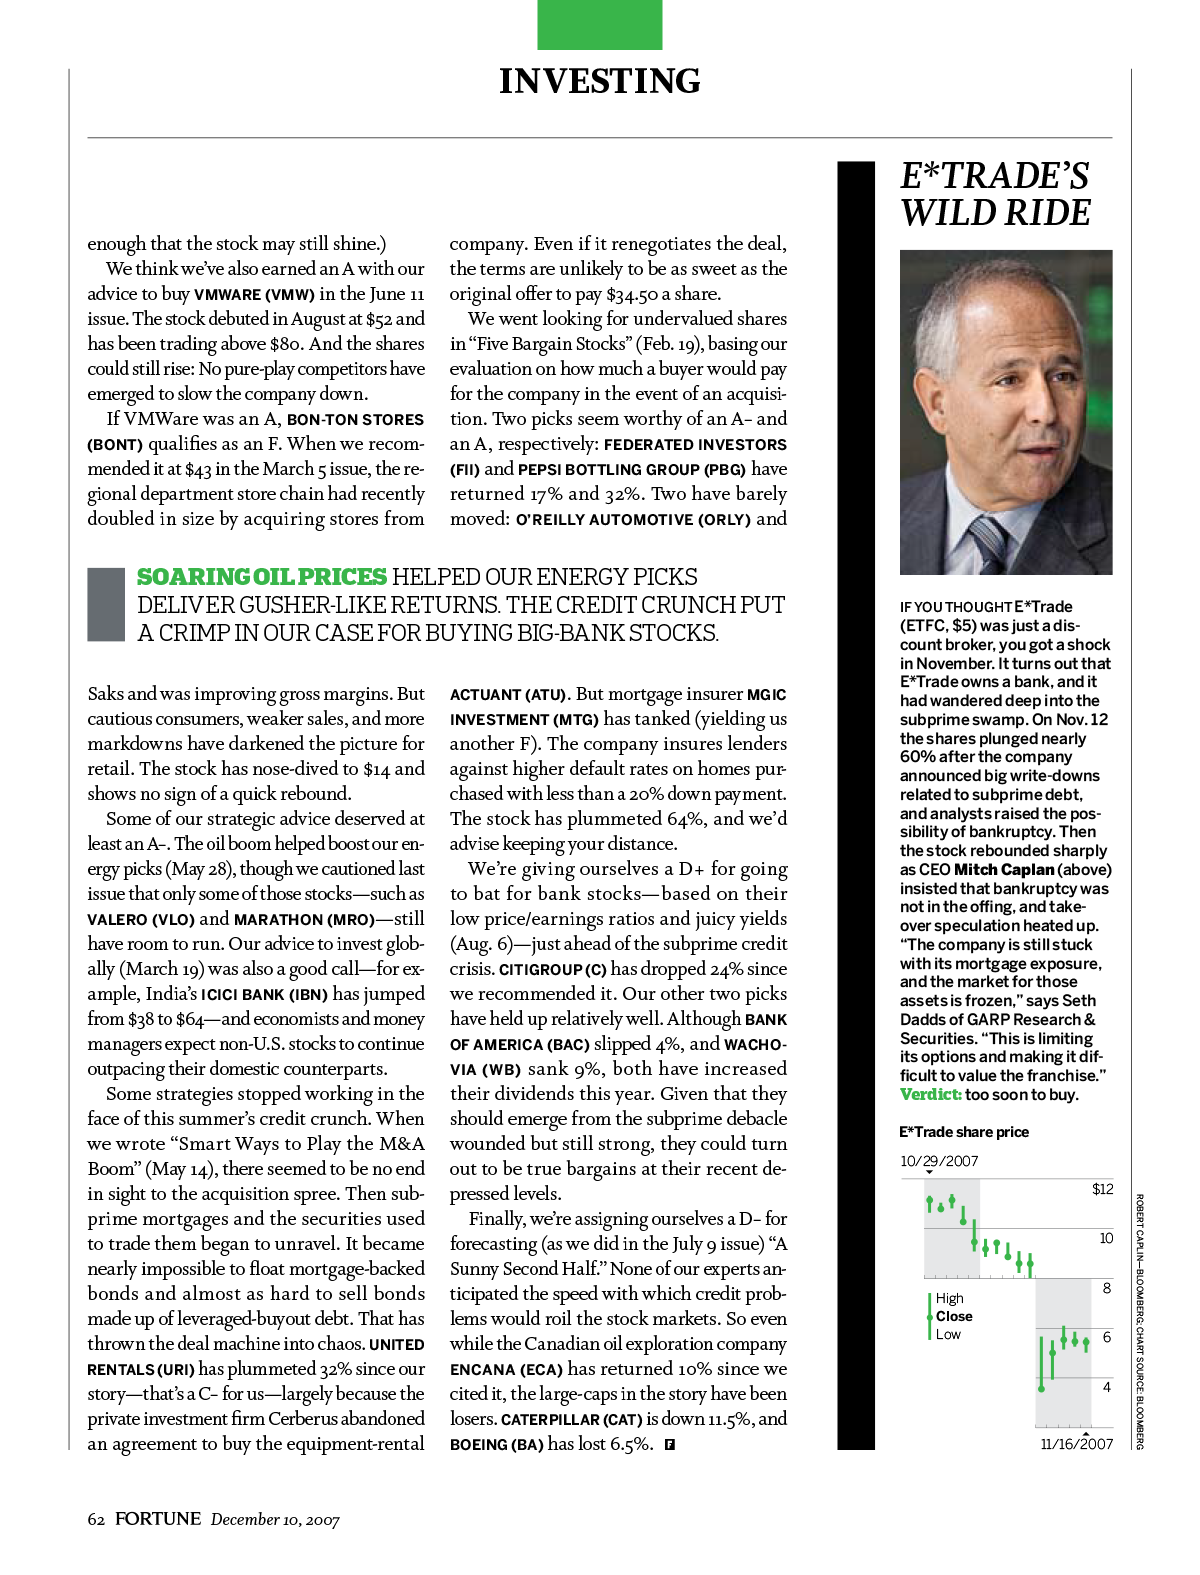 INVESTING
enough that the stock may still shine.)
We think we've also earned an A with our
advice to buy VMWARE (VMW) in the June 11
issue. The stock debuted in August at $52 and
has been trading above $80. And the shares
could still rise: No pure-play competitors have
emerged to slow the company down.
If VMWare was an A, BON-TON STORES
(BONT) qualifies as an F. When we recom-
mended it at $43 in the March 5 issue, the re-
gional department store chain had recently
doubled in size by acquiring stores from
company. Even if it renegotiates the deal,
the terms are unlikely to be as sweet as the
original offer to pay $34.50 a share.
We went looking for undervalued shares
in “Five Bargain Stocks” (Feb. 19), basing our
evaluation on how much a buyer would pay
for the company in the event of an acquisi-
tion. Two picks seem worthy of an A– and
an A, respectively: FEDERATED INVESTORS
(FII) and PEPSI BOTTLING GROUP (PBG) have
returned 17% and 32%. Two have barely
moved: O'REILLY AUTOMOTIVE (ORLY) and
SOARING OIL PRICES HELPED OUR ENERGY PICKS
DELIVER GUSHER-LIKE RETURNS. THE CREDIT CRUNCH PUT
A CRIMP IN OUR CASE FOR BUYING BIG-BANK STOCKS.
Saks and was improving gross margins. But
cautious consumers, weaker sales, and more
markdowns have darkened the picture for
retail. The stock has nose-dived to $14 and
shows no sign of a quick rebound.
Some of our strategic advice deserved at
least an A–. The oil boom helped boost our en-
ergy picks (May 28), though we cautioned last
issue that only some of those stocks—such as
VALERO (VLO) and MARATHON (MRO)—still
have room to run. Our advice to invest glob-
ally (March 19) was also a good call—for ex-
ample, India's ICICI BANK (IBN) has jumped
from $38 to $64—and economists and money
managers expect non-U.S. stocks to continue
outpacing their domestic counterparts.
Some strategies stopped working in the
face of this summer's credit crunch. When
we wrote “Smart Ways to Play the M&A
Boom” (May 14), there seemed to be no end
in sight to the acquisition spree. Then sub-
prime mortgages and the securities used
to trade them began to unravel. It became
nearly impossible to float mortgage-backed
bonds and almost as hard to sell bonds
made up of leveraged-buyout debt. That has
thrown the deal machine into chaos. UNITED
RENTALS (URI) has plummeted 32% since our
story—that's a C– for us—largely because the
private investment firm Cerberus abandoned
an agreement to buy the equipment-rental
ACTUANT (ATU). But mortgage insurer MGIC
INVESTMENT (MTG) has tanked (yielding us
another F). The company insures lenders
against higher default rates on homes pur-
chased with less than a 20% down payment.
The stock has plummeted 64%, and we'd
advise keeping your distance.
We're giving ourselves a D+ for going
to bat for bank stocks—based on their
low price/earnings ratios and juicy yields
(Aug. 6)—just ahead of the subprime credit
crisis. CITIGROUP (C) has dropped 24% since
we recommended it. Our other two picks
have held up relatively well. Although BANK
OF AMERICA (BAC) slipped 4%, and WACHO-
VIA (WB) sank 9%, both have increased
their dividends this year. Given that they
should emerge from the subprime debacle
wounded but still strong, they could turn
out to be true bargains at their recent de-
pressed levels.
Finally, we're assigning ourselves a D– for
forecasting (as we did in the July 9 issue) “A
Sunny Second Half.” None of our experts an-
ticipated the speed with which credit prob-
lems would roil the stock markets. So even
while the Canadian oil exploration company
ENCANA (ECA) has returned 10% since we
cited it, the large-caps in the story have been
losers. CATERPILLAR (CAT) is down 11.5%, and
BOEING (BA) has lost 6.5%. F
E*TRADE'S
WILD RIDE
IF YOU THOUGHT E*Trade
(ETFC, $5) was just a dis-
count broker, you got a shock
in November. It turns out that
E*Trade owns a bank, and it
had wandered deep into the
subprime swamp. On Nov. 12
the shares plunged nearly
60% after the company
announced big write-downs
related to subprime debt,
and analysts raised the pos-
sibility of bankruptcy. Then
the stock rebounded sharply
as CEO Mitch Caplan (above)
insisted that bankruptcy was
not in the offing, and take-
over speculation heated up.
“The company is still stuck
with its mortgage exposure,
and the market for those
assets is frozen,” says Seth
Dadds of GARP Research &
Securities. “This is limiting
its options and making it dif-
ficult to value the franchise.”
Verdict: too soon to buy.
E*Trade share price
10/29/2007
$12
10
8
High
Close
Low
6
4
11/16/2007
ROBERT CAPLIN—BLOOMBERG; CHART SOURCE: BLOOMBERG
62 FORTUNE December 10, 2007